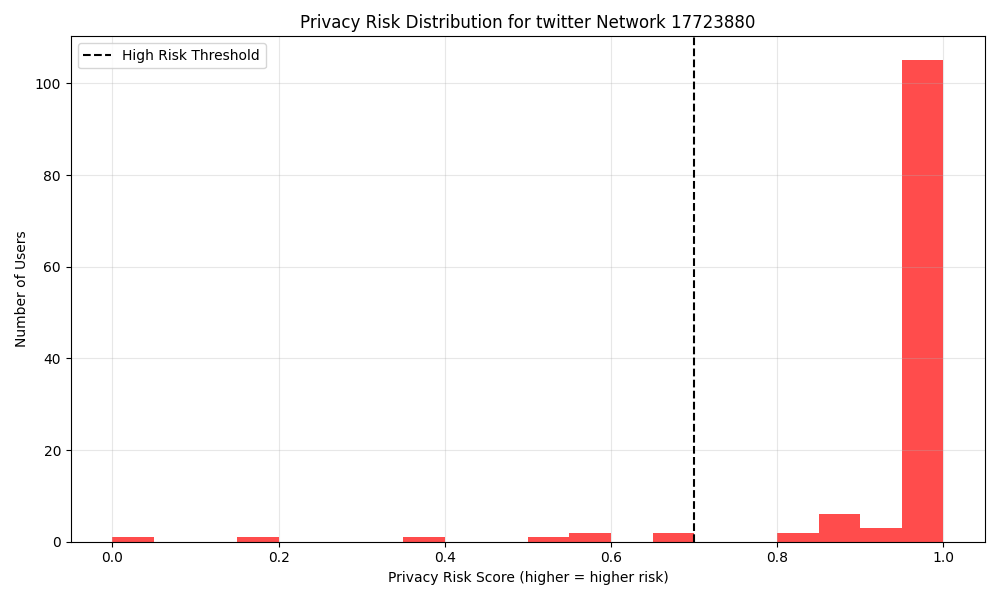 Privacy Risk Distribution for twitter Network 17723880
High Risk Threshold
Number of Users
100
80
60
40
20
0
0.0 0.2 0.4 0.6 0.8 1.0
Privacy Risk Score (higher = higher risk)